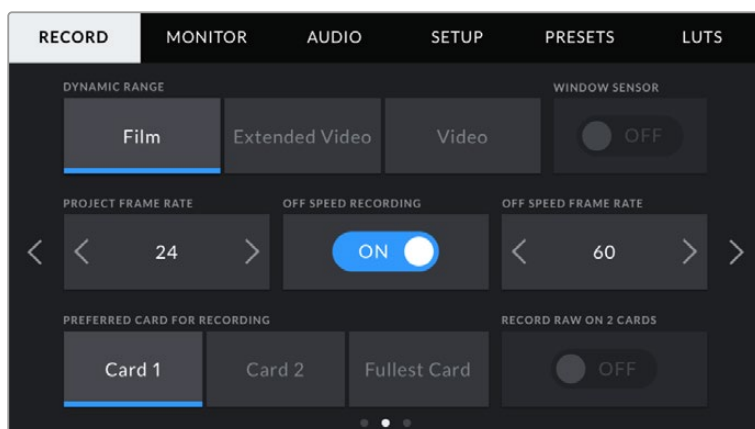 RECORD MONITOR AUDIO SETUP PRESETS LUTS
DYNAMIC RANGE WINDOW SENSOR
Film Extended Video Video OFF
PROJECT FRAME RATE OFF SPEED RECORDING OFF SPEED FRAME RATE
24 ON 60
PREFERRED CARD FOR RECORDING RECORD RAW ON 2 CARDS
Card 1 Card 2 Fullest Card OFF